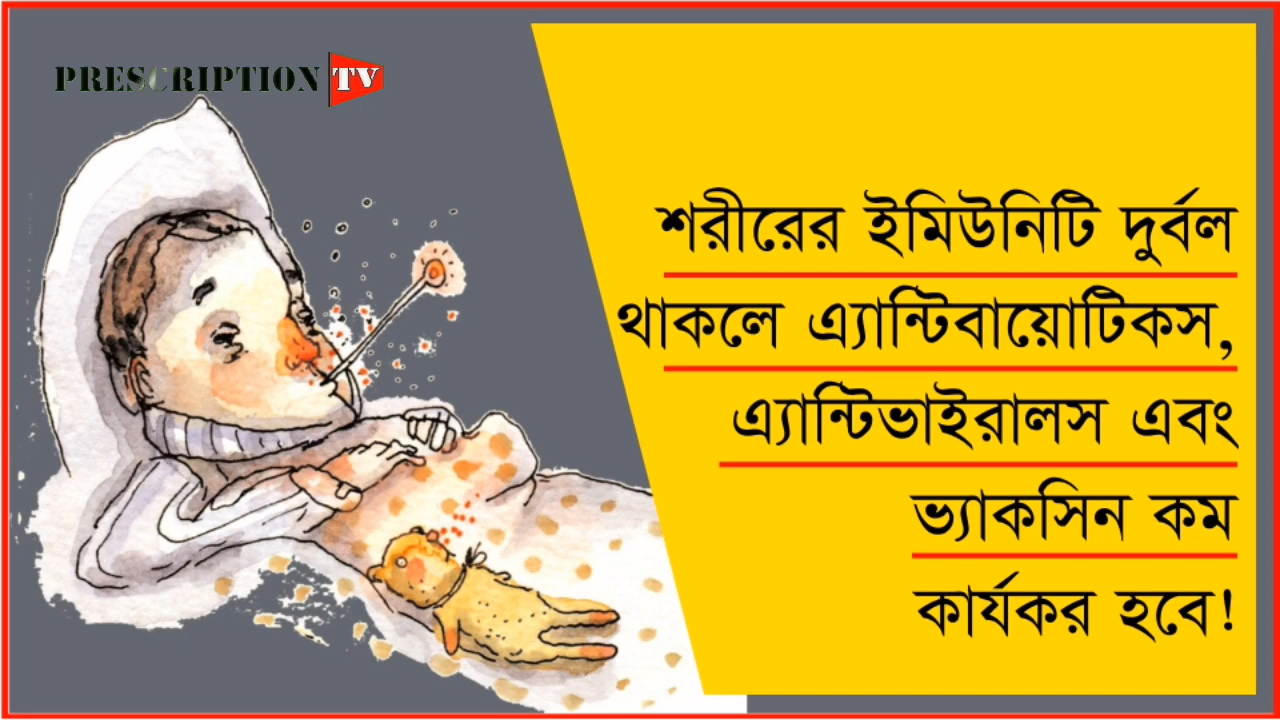 PRESCRIPTION TV
শরীরের ইমিউনিটি দুর্বল
থাকলে এ্যান্টিবায়োটিকস,
এ্যান্টিভাইরালস এবং
ভ্যাকসিন কম
কার্যকর হবে!